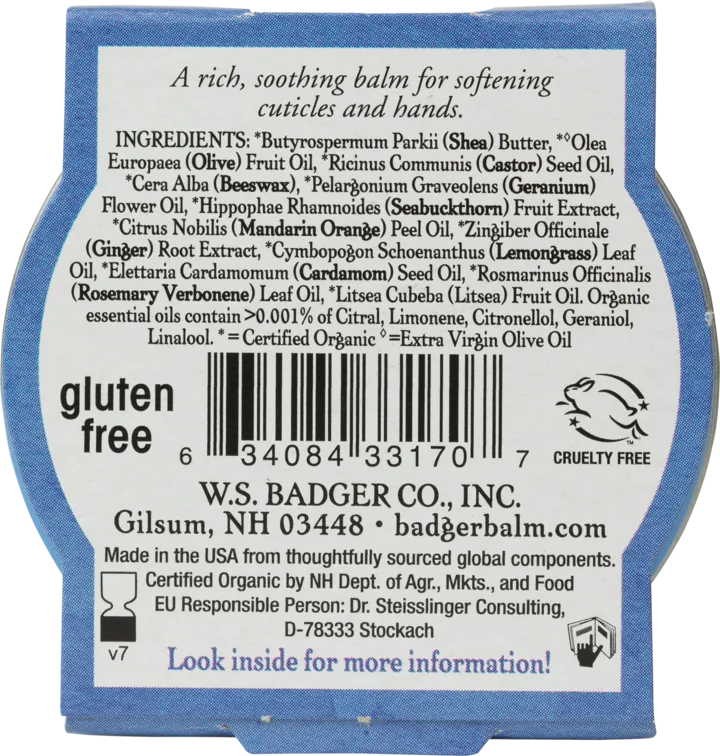 A rich, soothing balm for softening
cuticles and hands.
INGREDIENTS: *Butyrospermum Parkii (Shea) Butter, *◊Olea
Europaea (Olive) Fruit Oil, *Ricinus Communis (Castor) Seed Oil,
*Cera Alba (Beeswax), *Pelargonium Graveolens (Geranium)
Flower Oil, *Hippophae Rhamnoides (Seabuckthorn) Fruit Extract,
*Citrus Nobilis (Mandarin Orange) Peel Oil, *Zingiber Officinale
(Ginger) Root Extract, *Cymbopogon Schoenanthus (Lemongrass) Leaf
Oil, *Elettaria Cardamomum (Cardamom) Seed Oil, *Rosmarinus Officinalis
(Rosemary Verbonene) Leaf Oil, *Litsea Cubeba (Litsea) Fruit Oil. Organic
essential oils contain >0.001% of Citral, Limonene, Citronellol, Geraniol,
Linalool. * = Certified Organic ◊ =Extra Virgin Olive Oil
gluten
free
6 34084 33170 7
TM
CRUELTY FREE
W.S. BADGER CO., INC.
Gilsum, NH 03448 • badgerbalm.com
Made in the USA from thoughtfully sourced global components.
Certified Organic by NH Dept. of Agr., Mkts., and Food
EU Responsible Person: Dr. Steisslinger Consulting,
D-78333 Stockach
v7
Look inside for more information!